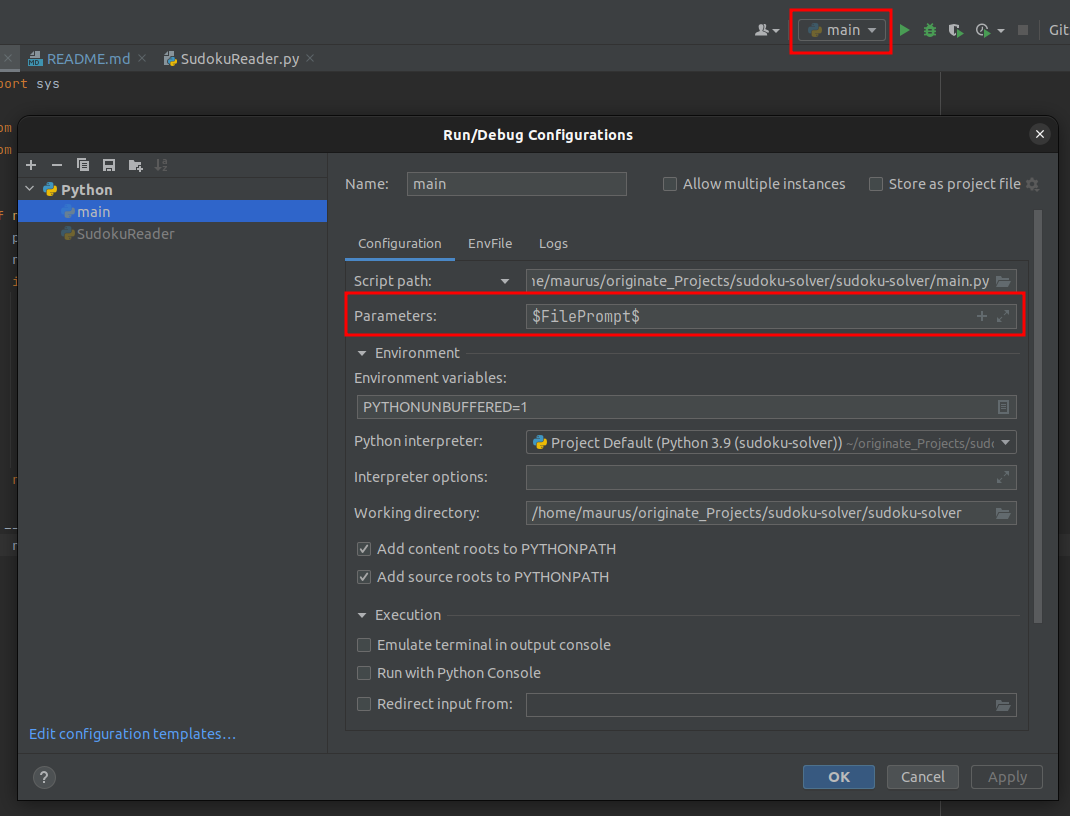 main
Git
README.md
SudokuReader.py
port sys
om
om
Run/Debug Configurations
Python
main
SudokuReader
Name:
main
Allow multiple instances
Store as project file
Configuration
EnvFile
Logs
Script path:
ne/maurus/originate_Projects/sudoku-solver/sudoku-solver/main.py
Parameters:
$FilePrompt$
Environment
Environment variables:
PYTHONUNBUFFERED=1
Python interpreter:
Project Default (Python 3.9 (sudoku-solver)) ~/originate_Projects/sudo
Interpreter options:
Working directory:
/home/maurus/originate_Projects/sudoku-solver/sudoku-solver
Add content roots to PYTHONPATH
Add source roots to PYTHONPATH
Execution
Emulate terminal in output console
Run with Python Console
Redirect input from:
Edit configuration templates...
?
OK
Cancel
Apply